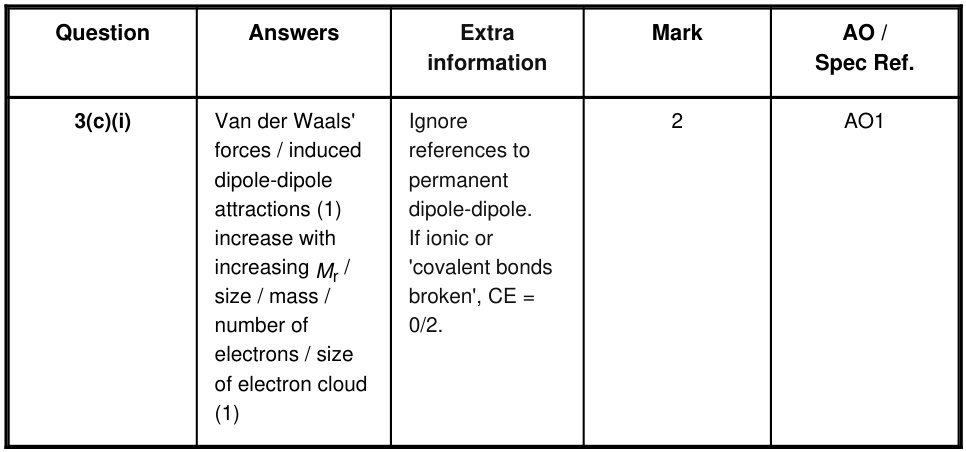 Question
Answers
Extra
information
Mark
AO /
Spec Ref.
3(c)(i)
Van der Waals'
forces / induced
dipole-dipole
attractions (1)
increase with
increasing Mr /
size / mass /
number of
electrons / size
of electron cloud
(1)
Ignore
references to
permanent
dipole-dipole.
If ionic or
'covalent bonds
broken', CE =
0/2.
2
AO1